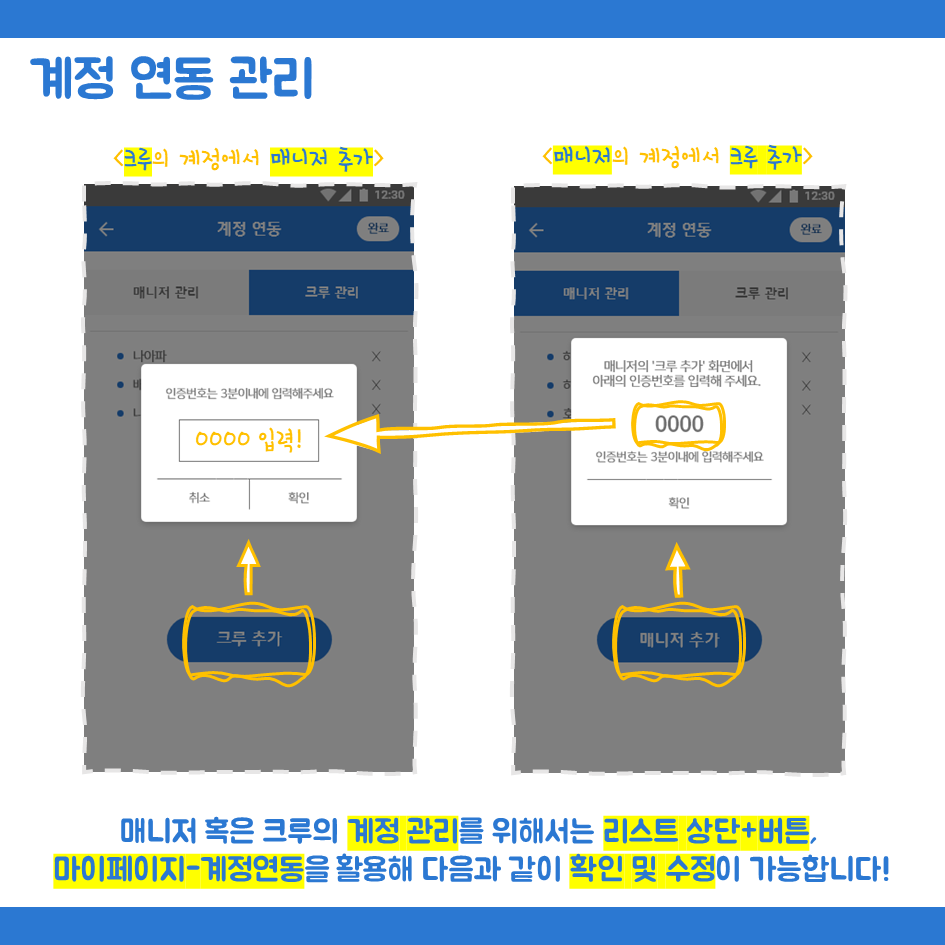 계정 연동 관리
<크루의 계정에서 매니저 추가>
12:30
계정 연동
완료
매니저 관리
크루 관리
나아파
X
X
X
인증번호는 3분이내에 입력해주세요
0000 입력!
취소
확인
크루 추가
<매니저의 계정에서 크루 추가>
12:30
계정 연동
완료
매니저 관리
크루 관리
X
X
X
매니저의 '크루 추가' 화면에서
아래의 인증번호를 입력해 주세요.
0000
인증번호는 3분이내에 입력해주세요
확인
매니저 추가
매니저 혹은 크루의 계정 관리를 위해서는 리스트 상단+버튼,
마이페이지-계정연동을 활용해 다음과 같이 확인 및 수정이 가능합니다!